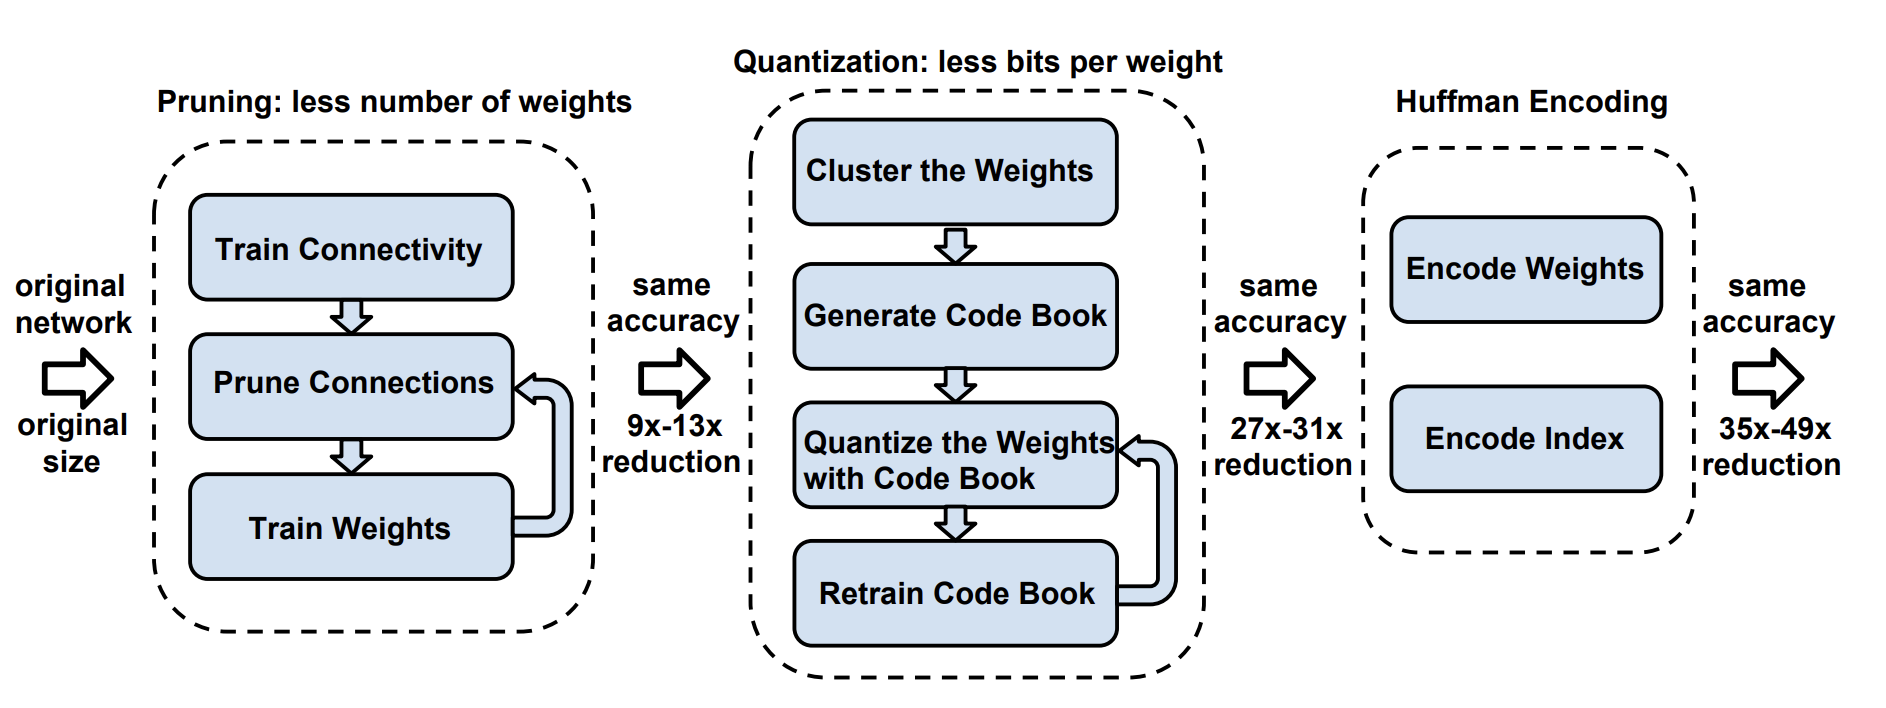 original
network
original
size
Pruning: less number of weights
Train Connectivity
Prune Connections
Train Weights
same
accuracy
9x-13x
reduction
Quantization: less bits per weight
Cluster the Weights
Generate Code Book
Quantize the Weights
with Code Book
Retrain Code Book
same
accuracy
27x-31x
reduction
Huffman Encoding
Encode Weights
Encode Index
same
accuracy
35x-49x
reduction